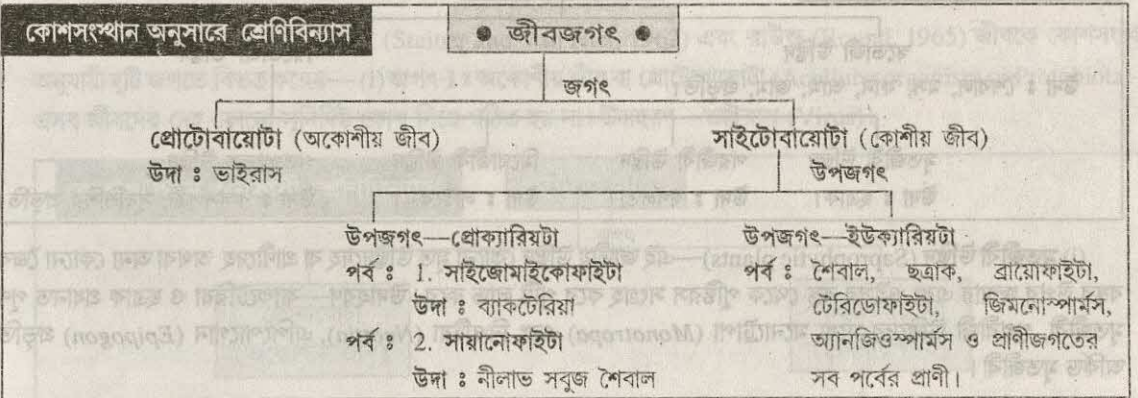 কোশসংস্থান অনুসারে শ্রেণিবিন্যাস
● জীবজগৎ ●
জগৎ
প্রোটোবায়োটা (অকোশীয় জীব)
উদা ঃ ভাইরাস
সাইটোবায়োটা (কোশীয় জীব)
উপজগৎ
উপজগৎ—প্রোক্যারিয়টা
পর্ব ঃ 1. সাইজোমাইকোফাইটা
উদা ঃ ব্যাকটেরিয়া
পর্ব ঃ 2. সায়ানোফাইটা
উদা ঃ নীলাভ সবুজ শৈবাল
উপজগৎ—ইউক্যারিয়টা
পর্ব ঃ শৈবাল, ছত্রাক, ব্রায়োফাইটা,
টেরিডোফাইটা, জিমনোস্পার্মস,
অ্যানজিওস্পার্মস ও প্রাণীজগতের
সব পর্বের প্রাণী।